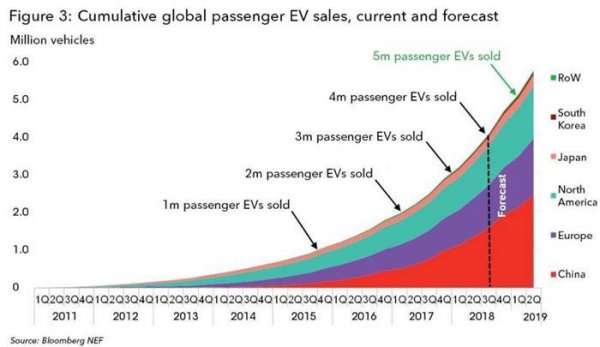 Figure 3: Cumulative global passenger EV sales, current and forecast
Million vehicles
6.0
5.0
4.0
3.0
2.0
1.0
0
5m passenger EVs sold
4m passenger EVs sold
3m passenger EVs sold
2m passenger EVs sold
1m passenger EVs sold
Forecast
RoW
South
Korea
Japan
North
America
Europe
China
1Q2Q3Q4Q1Q2Q3Q4Q1Q2Q3Q4Q1Q2Q3Q4Q1Q2Q3Q4Q1Q2Q3Q4Q1Q2Q3Q4Q1Q2Q3Q4Q1Q2Q
2011 2012 2013 2014 2015 2016 2017 2018 2019
Source: Bloomberg NEF